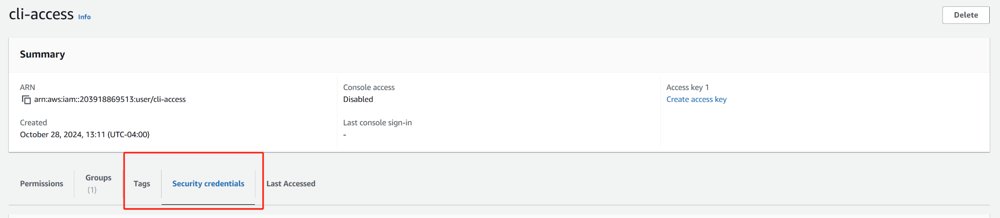 cli-access Info
Delete
Summary
ARN
arn:aws:iam::203918869513:user/cli-access
Created
October 28, 2024, 13:11 (UTC-04:00)
Console access
Disabled
Last console sign-in
-
Access key 1
Create access key
Permissions
Groups
(1)
Tags
Security credentials
Last Accessed